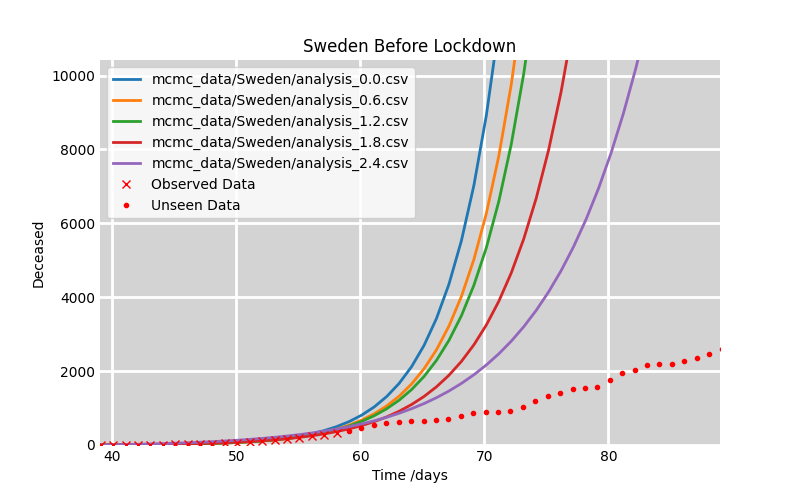 Sweden Before Lockdown
10000
8000
6000
4000
2000
0
Deceased
mcmc_data/Sweden/analysis_0.0.csv
mcmc_data/Sweden/analysis_0.6.csv
mcmc_data/Sweden/analysis_1.2.csv
mcmc_data/Sweden/analysis_1.8.csv
mcmc_data/Sweden/analysis_2.4.csv
Observed Data
Unseen Data
40 50 60 70 80
Time /days